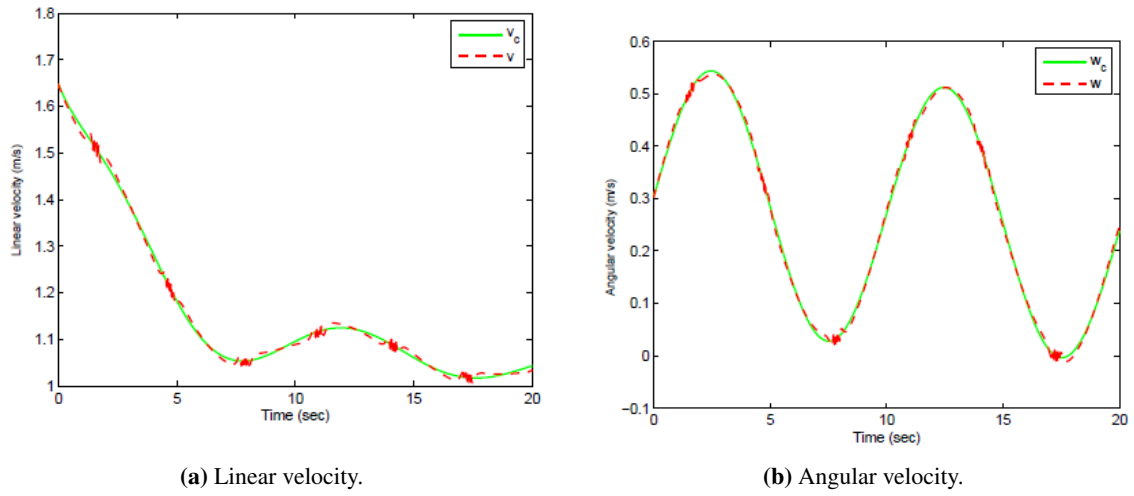 1.8
1.7
1.6
1.5
1.4
1.3
1.2
1.1
1
Linear velocity (m/s)
0 5 10 15 20
Time (sec)
v_c
v
(a) Linear velocity.
0.6
0.5
0.4
0.3
0.2
0.1
0
−0.1
Angular velocity (m/s)
0 5 10 15 20
Time (sec)
w_c
w
(b) Angular velocity.